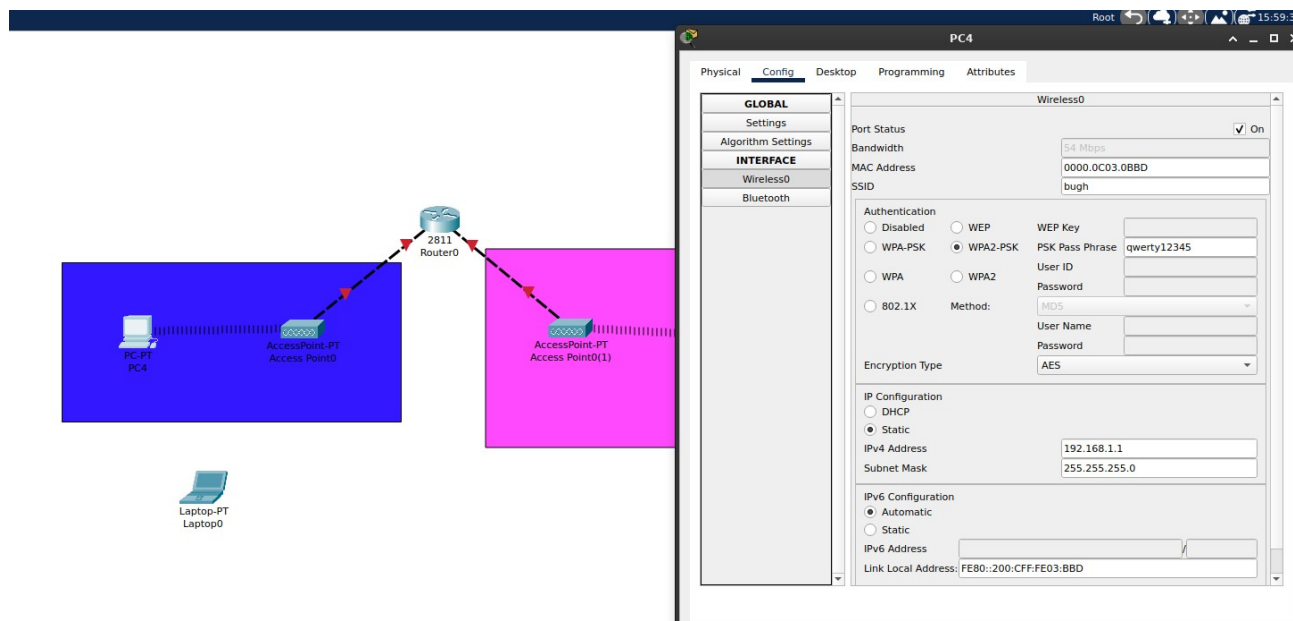 Root 15:59:3
PC4
Physical Config Desktop Programming Attributes
GLOBAL
Settings
Algorithm Settings
INTERFACE
Wireless0
Bluetooth
Wireless0
Port Status On
Bandwidth 54 Mbps
MAC Address 0000.0C03.0BBD
SSID bugh
Authentication
Disabled WEP WEP Key
WPA-PSK WPA2-PSK PSK Pass Phrase qwerty12345
User ID
WPA WPA2
Password
802.1X Method: MD5
User Name
Password
Encryption Type AES
IP Configuration
DHCP
Static
IPv4 Address 192.168.1.1
Subnet Mask 255.255.255.0
IPv6 Configuration
Automatic
Static
IPv6 Address /
Link Local Address: FE80::200:CFF:FE03:BBD
2811
Router0
PC-PT
PC4
AccessPoint-PT
Access Point0
AccessPoint-PT
Access Point0(1)
Laptop-PT
Laptop0